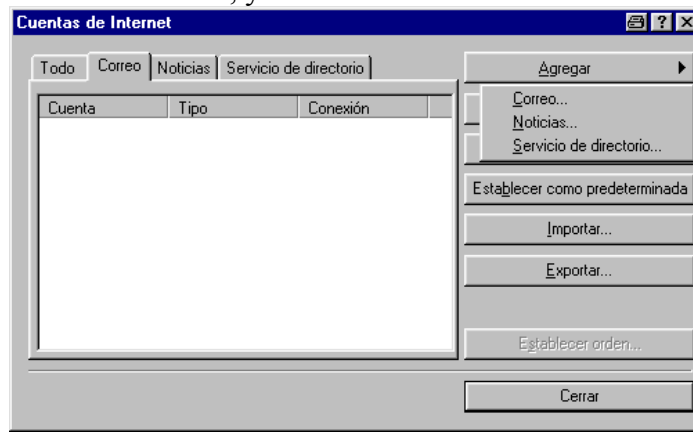 Cuentas de Internet
Todo Correo Noticias Servicio de directorio
Agregar
Cuenta Tipo Conexión
Correo...
Noticias...
Servicio de directorio...
Establecer como predeterminada
Importar...
Exportar...
Establecer orden...
Cerrar